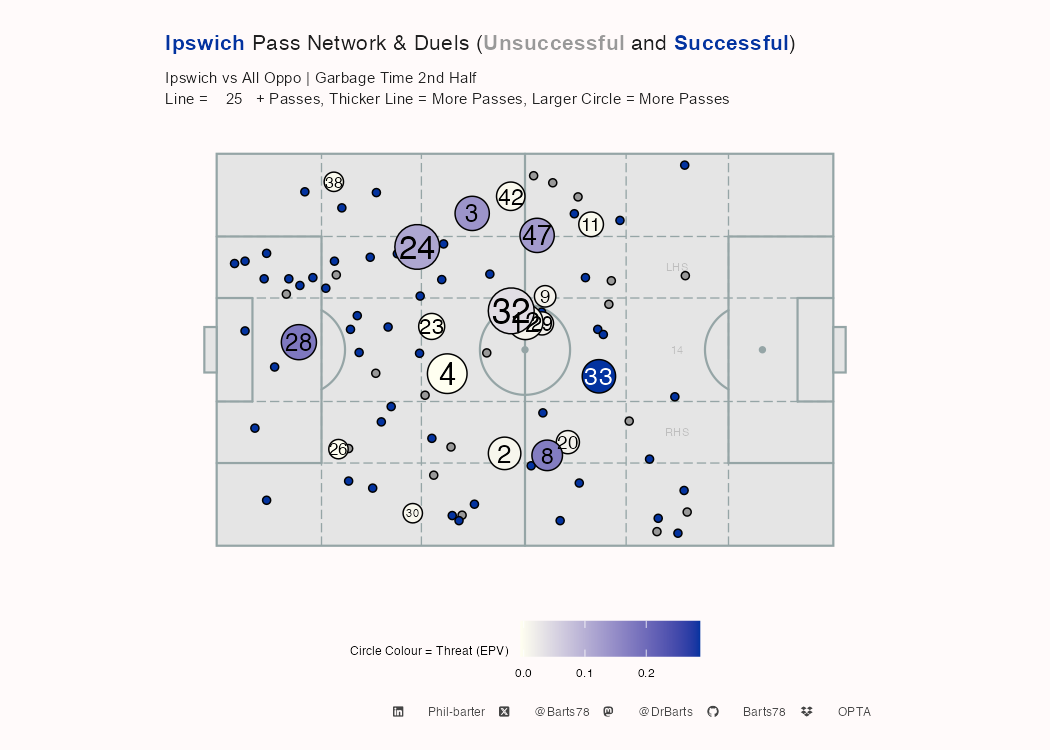 Ipswich Pass Network & Duels (Unsuccessful and Successful)
Ipswich vs All Oppo | Garbage Time 2nd Half
Line = 25 + Passes, Thicker Line = More Passes, Larger Circle = More Passes
38
42
3
11
47
24
LHS
9
32
12
29
23
28
14
4
33
20
26
2
8
RHS
30
Circle Colour = Threat (EPV)
0.0 0.1 0.2
Phil-barter @Barts78 @DrBarts Barts78 OPTA